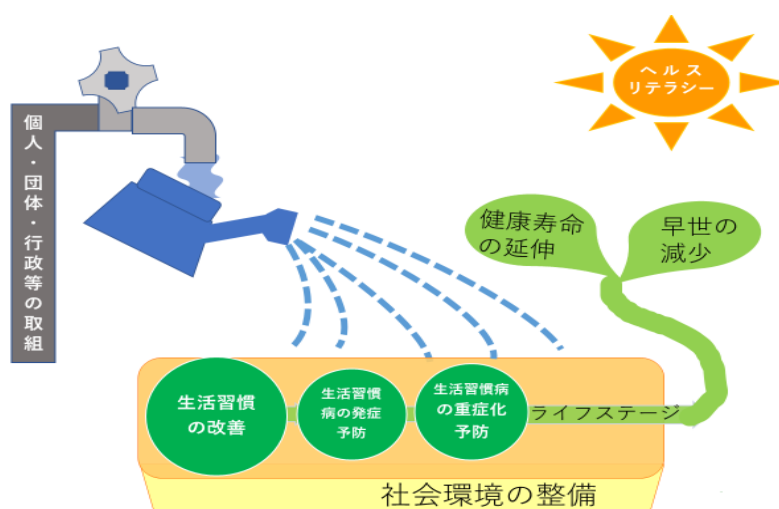 ヘルス
リテラシー
個人・団体・行政等の取組
健康寿命
の延伸
早世の
減少
生活習慣
の改善
生活習慣
病の発症
予防
生活習慣病
の重症化
予防
ライフステージ
社会環境の整備